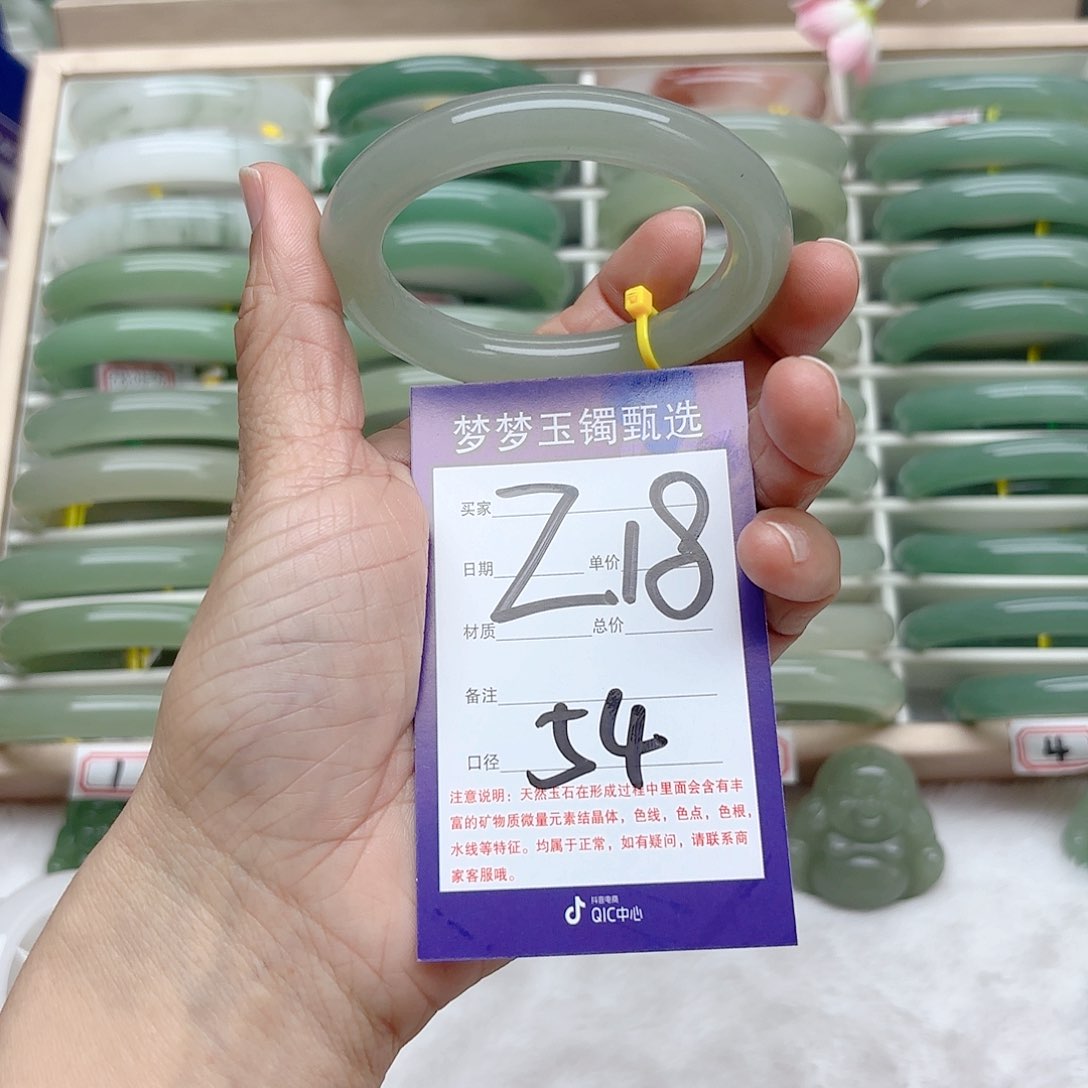 梦梦玉镯甄选
买家
Z.18
日期 单价
材质 总价
备注
口径 54
注意说明：天然玉石在形成过程中里面会含有丰
富的矿物质微量元素结晶体，色线，色点，色根，
水线等特征。均属于正常，如有疑问，请联系商
家客服哦。
抖音电商
QIC中心
1
4